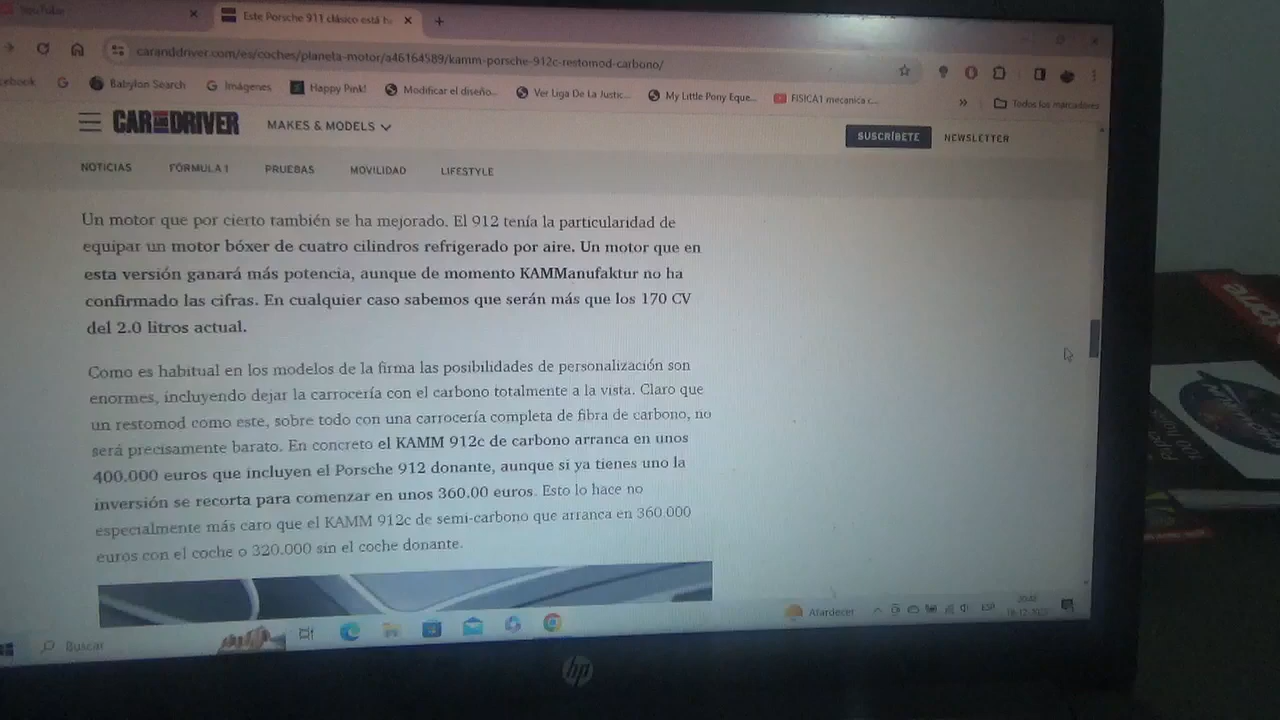 YouTube
Este Porsche 911 clásico está h
caranddriver.com/es/coches/planeta-motor/a46164589/kamm-porsche-912c-restomod-carbono/
cebook
G
Babylon Search
Imágenes
Happy Pink!
Modificar el diseño...
Ver Liga De La Justic...
My Little Pony Eque...
FISICA1 mecanica c...
»
Todos los marcadores
CAR AND DRIVER
MAKES & MODELS
SUSCRÍBETE
NEWSLETTER
NOTICIAS
FÓRMULA 1
PRUEBAS
MOVILIDAD
LIFESTYLE
Un motor que por cierto también se ha mejorado. El 912 tenía la particularidad de
equipar un motor bóxer de cuatro cilindros refrigerado por aire. Un motor que en
esta versión ganará más potencia, aunque de momento KAMManufaktur no ha
confirmado las cifras. En cualquier caso sabemos que serán más que los 170 CV
del 2.0 litros actual.
Como es habitual en los modelos de la firma las posibilidades de personalización son
enormes, incluyendo dejar la carrocería con el carbono totalmente a la vista. Claro que
un restomod como este, sobre todo con una carrocería completa de fibra de carbono, no
será precisamente barato. En concreto el KAMM 912c de carbono arranca en unos
400.000 euros que incluyen el Porsche 912 donante, aunque si ya tienes uno la
inversión se recorta para comenzar en unos 360.00 euros. Esto lo hace no
especialmente más caro que el KAMM 912c de semi-carbono que arranca en 360.000
euros con el coche o 320.000 sin el coche donante.
Buscar
Atardecer
ESP
hp
100 hojas